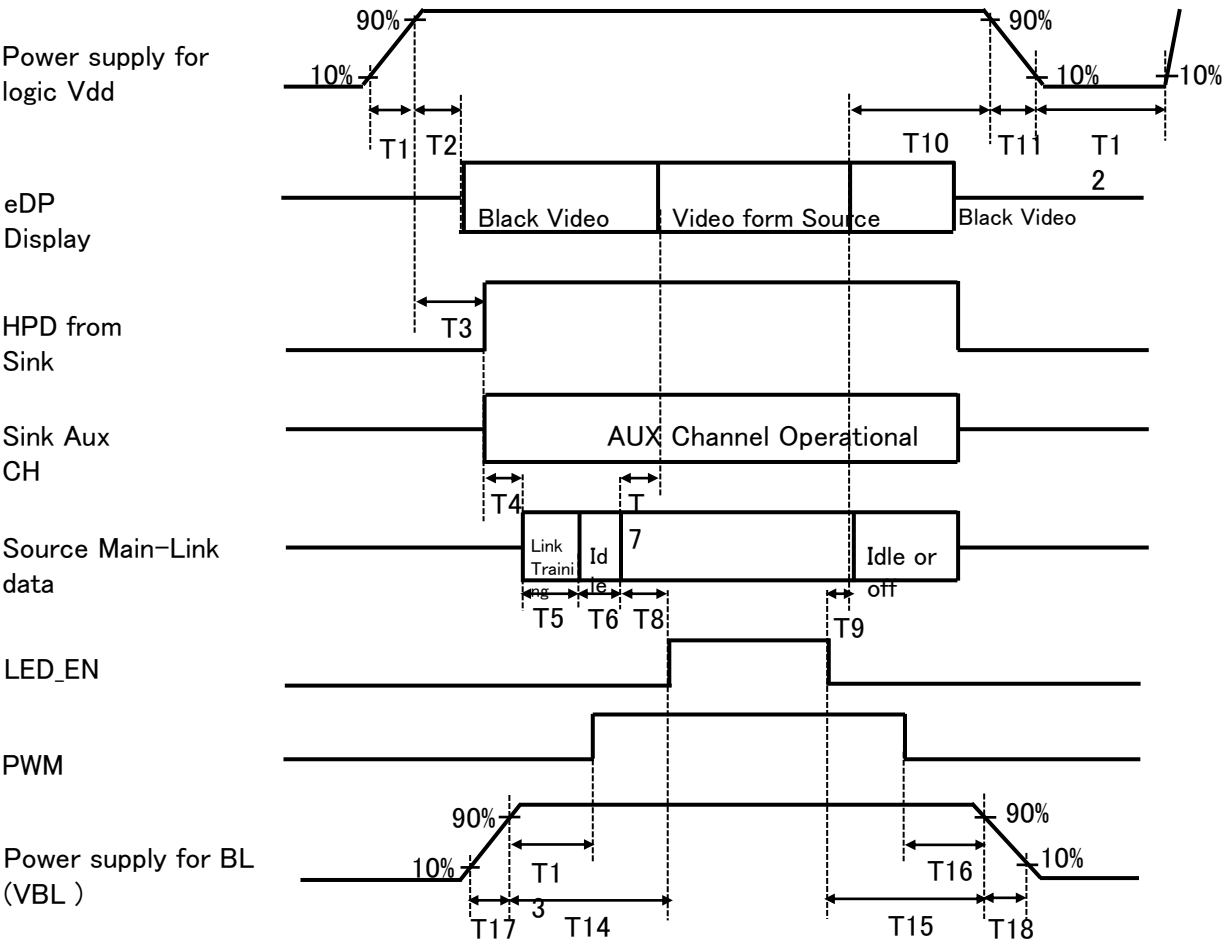 90%
90%
Power supply for
logic Vdd
10%
10%
10%
T1
T2
T10
T11
T1
2
eDP
Display
Black Video
Video form Source
Black Video
HPD from
Sink
T3
Sink Aux
CH
AUX Channel Operational
T4
T
7
Source Main-Link
data
Link
Traini
ng
Id
le
Idle or
off
T5
T6
T8
T9
LED_EN
PWM
90%
90%
Power supply for BL
(VBL )
10%
10%
T1
3
T16
T17
T14
T15
T18